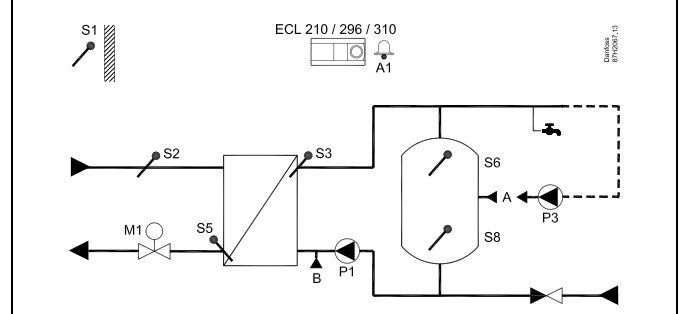 S1
ECL 210 / 296 / 310
A1
Danfoss
87H2067.13
S2
S3
S6
A
P3
M1
S5
S8
B
P1